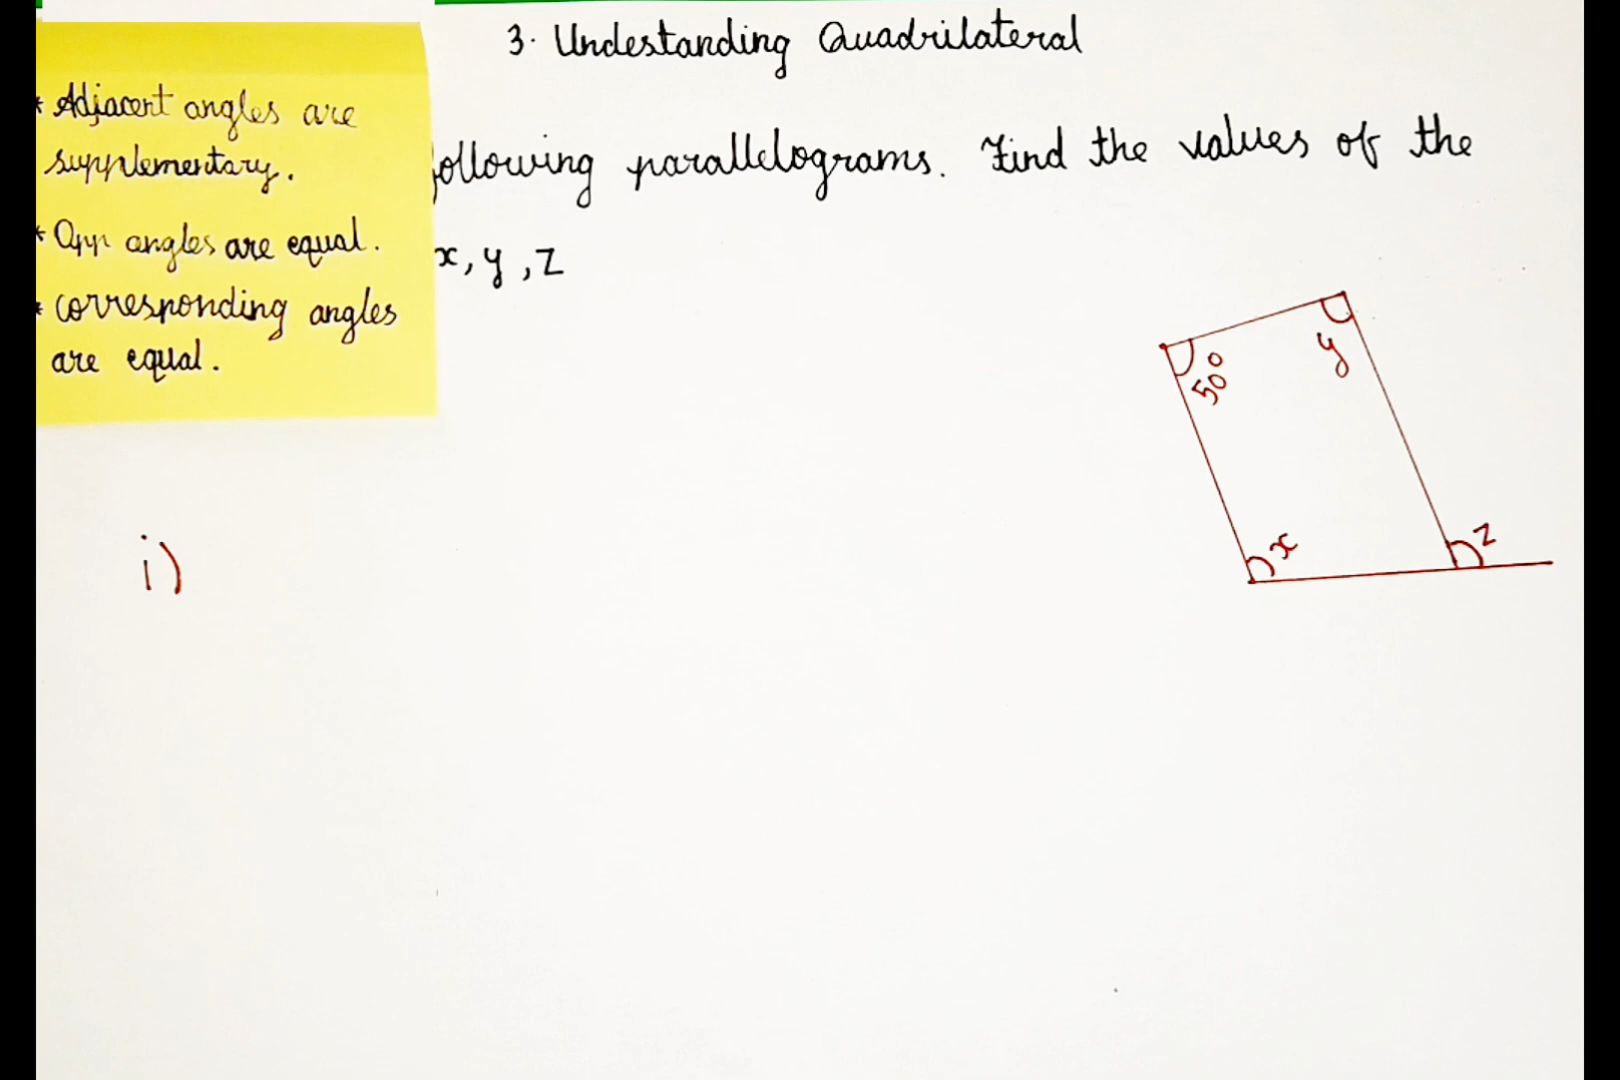 3. Undestanding Quadrilateral
* Adjacent angles are
supplementary.
* Opp angles are equal.
* Corresponding angles
are equal.
following parallelograms. Find the values of the
x, y, z
50°
y
x
z
i)